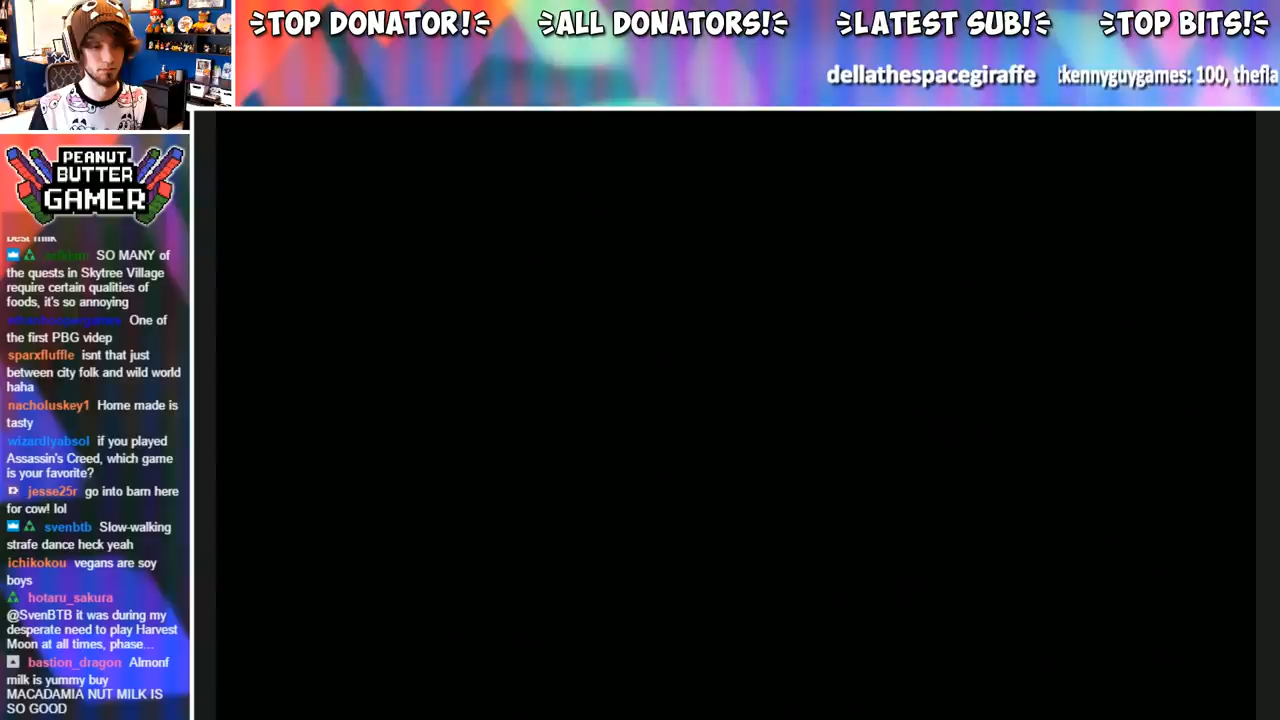 TOP DONATOR!
ALL DONATORS!
LATEST SUB!
TOP BITS!
dellathespacegiraffe
kennyguygames: 100, thefla
PEANUT
BUTTER
GAMER
best milk
SO MANY of
the quests in Skytree Village
require certain qualities of
foods, it's so annoying
One of
the first PBG videp
sparxfluffle isnt that just
between city folk and wild world
haha
nacholuskey1 Home made is
tasty
wizardlyabsol if you played
Assassin's Creed, which game
is your favorite?
jesse25r go into barn here
for cow! lol
svenbtb Slow-walking
strafe dance heck yeah
ichikokou vegans are soy
boys
hotaru_sakura
@SvenBTB it was during my
desperate need to play Harvest
Moon at all times, phase...
bastion_dragon Almonf
milk is yummy buy
MACADAMIA NUT MILK IS
SO GOOD